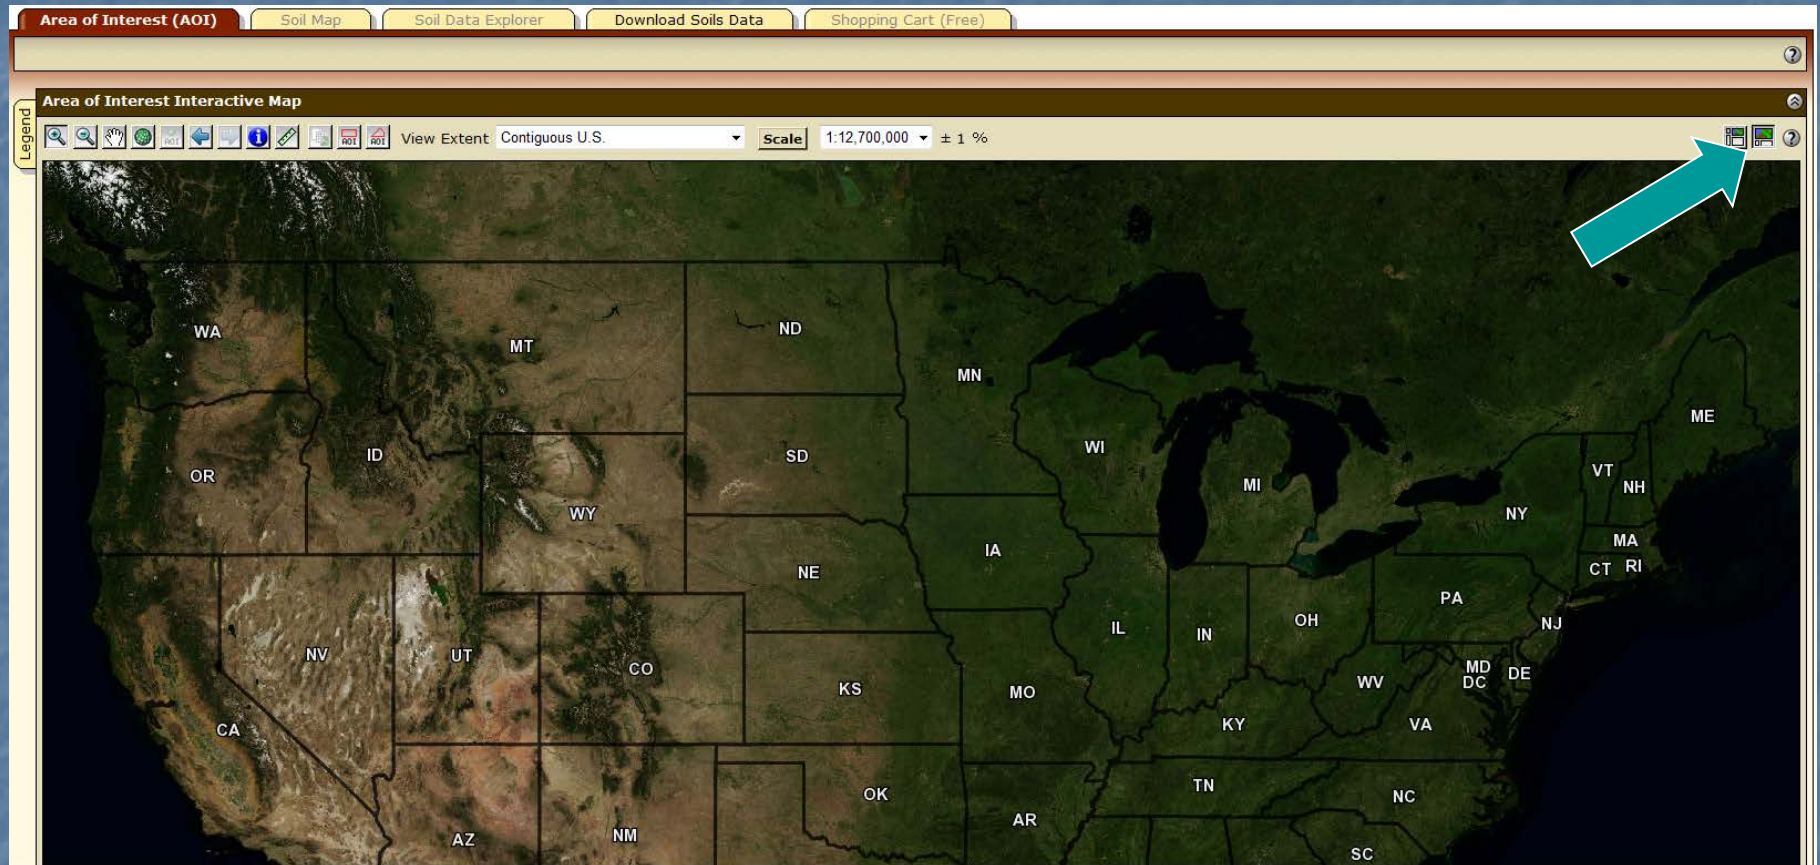 Area of Interest (AOI) Soil Map Soil Data Explorer Download Soils Data Shopping Cart (Free)
?
Legend
Area of Interest Interactive Map
AOI i AOI AOI View Extent Contiguous U.S. Scale 1:12,700,000 ± 1 % ?
WA
MT
ND
MN
ME
OR
ID
SD
WI
VT
MI
NH
WY
NY
MA
IA
CT RI
NE
PA
OH
NJ
IL
IN
NV
UT
CO
MD
DE
WV
DC
KS
MO
CA
KY
VA
TN
OK
NC
AR
AZ
NM
SC